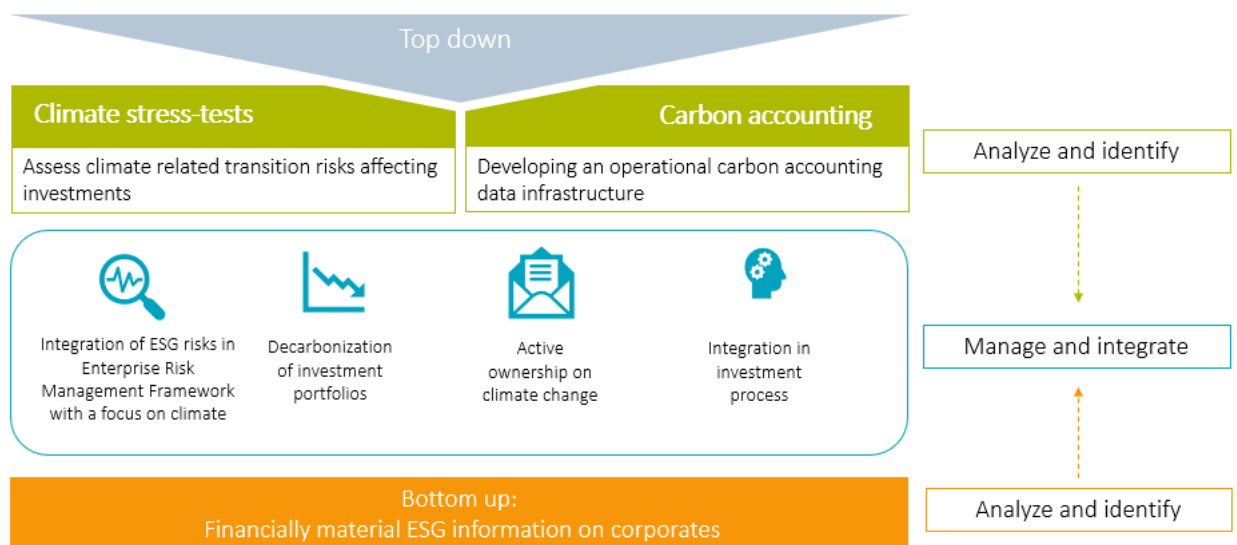 Top down
Climate stress-tests
Carbon accounting
Assess climate related transition risks affecting
investments
Developing an operational carbon accounting
data infrastructure
Analyze and identify
Integration of ESG risks in
Enterprise Risk
Management Framework
with a focus on climate
Decarbonization
of investment
portfolios
Active
ownership on
climate change
Integration in
investment
process
Manage and integrate
Bottom up:
Financially material ESG information on corporates
Analyze and identify